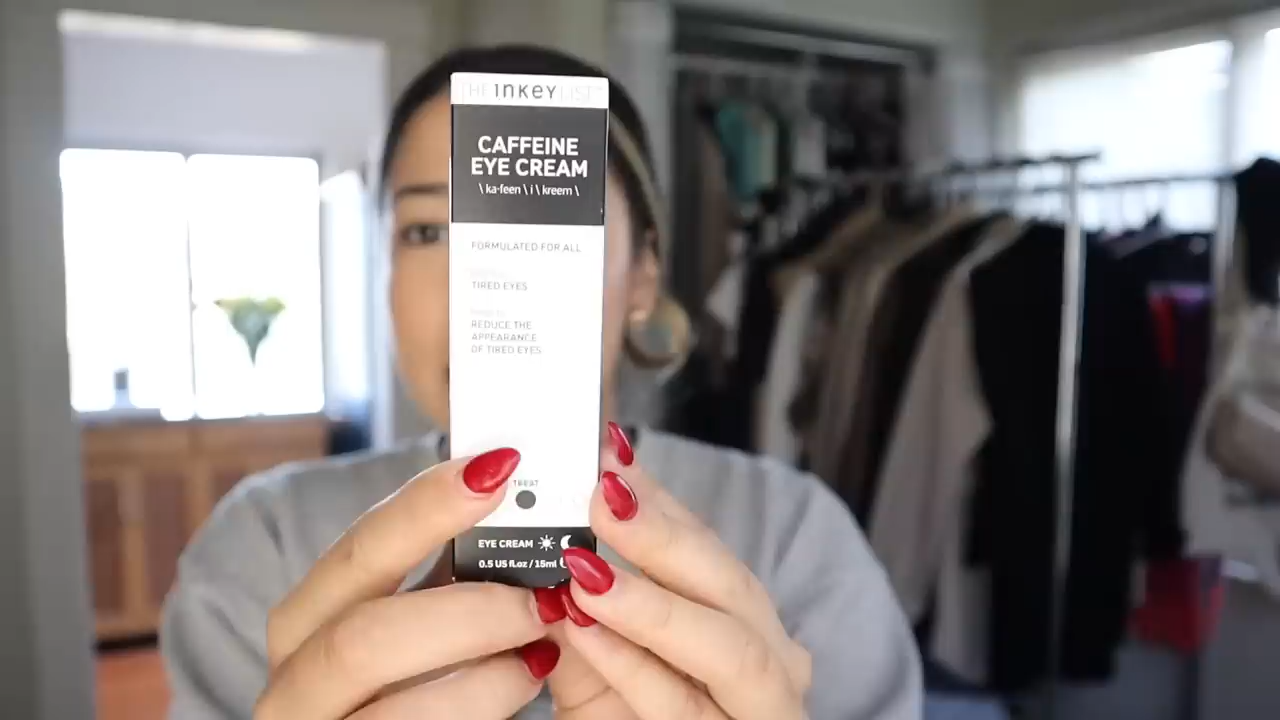 THE INKEY LIST
CAFFEINE
EYE CREAM
\ ka-feen \ i \ kreem \
FORMULATED FOR ALL
TIRED EYES
REDUCE THE
APPEARANCE
OF TIRED EYES
TREAT
EYE CREAM
0.5 US fl.oz / 15ml